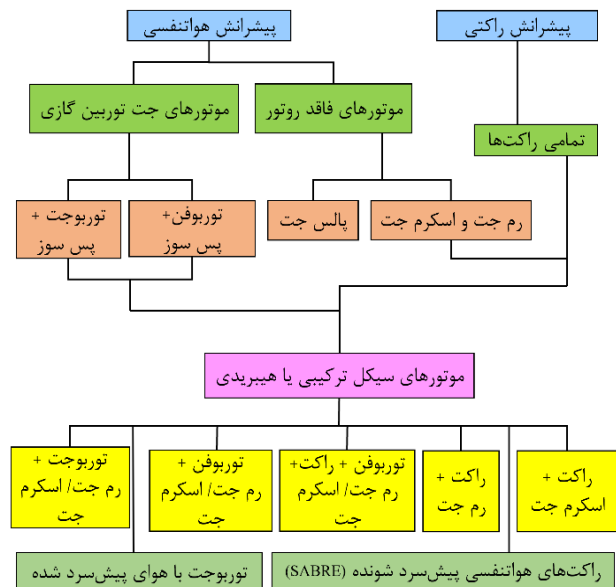 پیشرانش راکتی
پیشرانش هواتنفسی
تمامی راکت‌ها
موتورهای فاقد روتور
موتورهای جت توربین گازی
رم جت و اسکرم جت
پالس جت
توربوفن+
پس سوز
توربوجت +
پس سوز
موتورهای سیکل ترکیبی یا هیبریدی
راکت +
اسکرم جت
راکت +
رم جت
توربوفن + راکت+
رم جت/ اسکرم
جت
توربوفن +
رم جت/ اسکرم
جت
توربوجت +
رم جت/ اسکرم
جت
راکت‌های هواتنفسی پیش‌سرد شونده (SABRE)
توربوجت با هوای پیش‌سرد شده